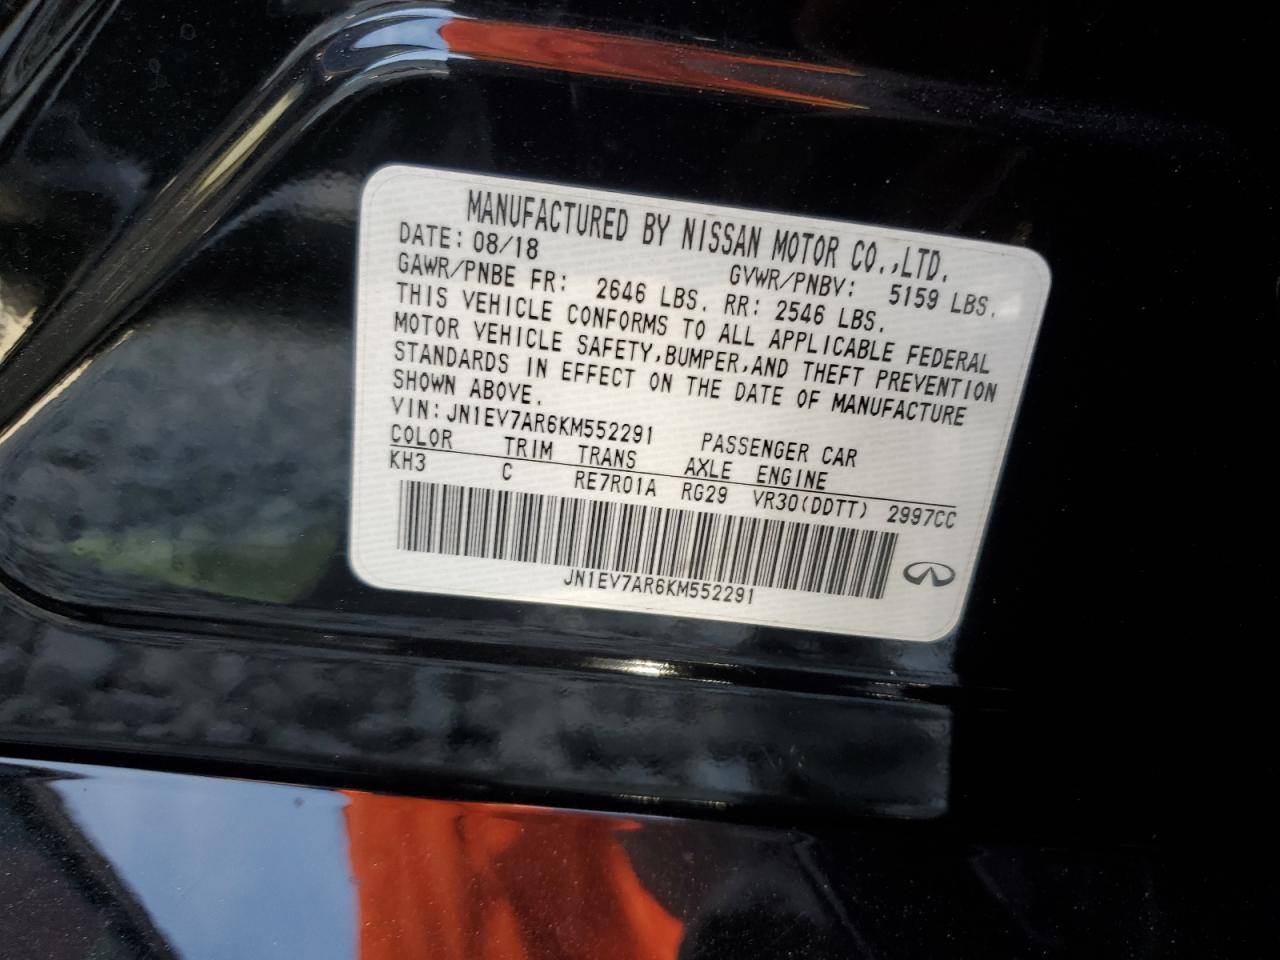 MANUFACTURED BY NISSAN MOTOR CO.,LTD.
DATE: 08/18 GVWR/PNBV: 5159 LBS.
GAWR/PNBE FR: 2646 LBS. RR: 2546 LBS.
THIS VEHICLE CONFORMS TO ALL APPLICABLE FEDERAL
MOTOR VEHICLE SAFETY,BUMPER,AND THEFT PREVENTION
STANDARDS IN EFFECT ON THE DATE OF MANUFACTURE
SHOWN ABOVE.
VIN: JN1EV7AR6KM552291 PASSENGER CAR
COLOR TRIM TRANS AXLE ENGINE
KH3 C RE7R01A RG29 VR30(DDTT) 2997CC
JN1EV7AR6KM552291